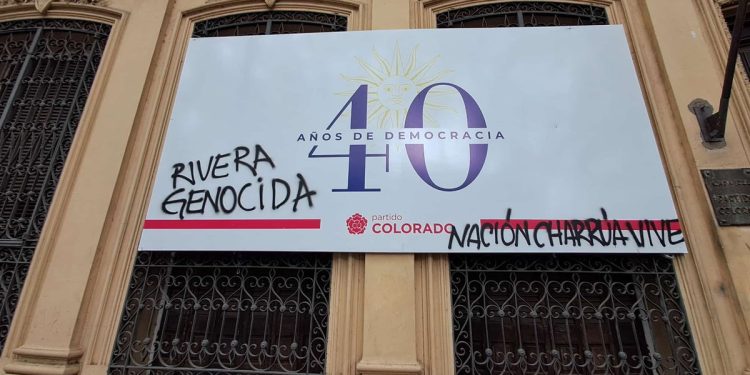 40
AÑOS DE DEMOCRACIA
RIVERA
GENOCIDA
partido
COLORADO
NACIÓN CHARRÚA VIVE